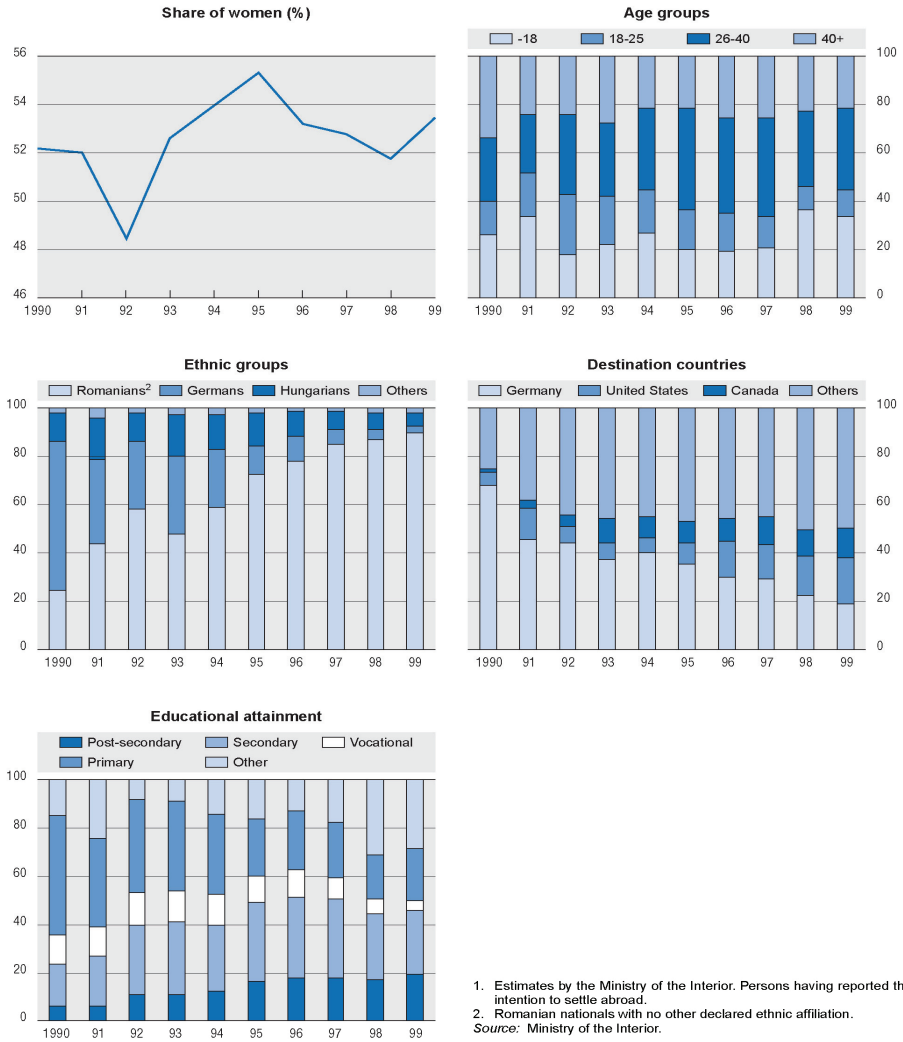 Share of women (%)
56
54
52
50
48
46
1990 91 92 93 94 95 96 97 98 99
Age groups
-18 18-25 26-40 40+
100
80
60
40
20
0
1990 91 92 93 94 95 96 97 98 99
Ethnic groups
Romanians2 Germans Hungarians Others
100
80
60
40
20
0
1990 91 92 93 94 95 96 97 98 99
Destination countries
Germany United States Canada Others
100
80
60
40
20
0
1990 91 92 93 94 95 96 97 98 99
Educational attainment
Post-secondary Secondary Vocational
Primary Other
100
80
60
40
20
0
1990 91 92 93 94 95 96 97 98 99
1. Estimates by the Ministry of the Interior. Persons having reported th
intention to settle abroad.
2. Romanian nationals with no other declared ethnic affiliation.
Source: Ministry of the Interior.